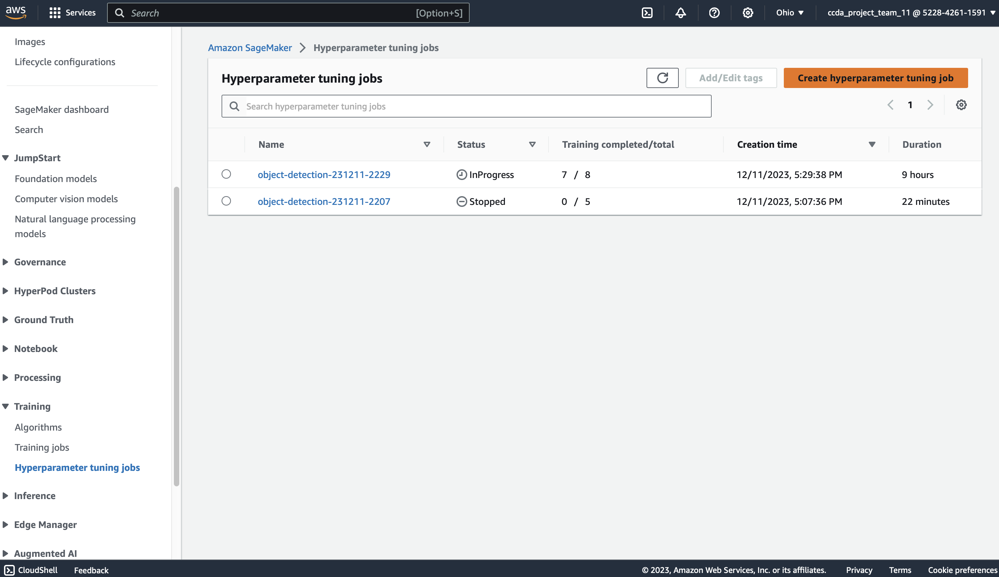 aws
Services
Search [Option+S]
Ohio
ccda_project_team_11 @ 5228-4261-1591
Images
Lifecycle configurations
SageMaker dashboard
Search
JumpStart
Foundation models
Computer vision models
Natural language processing
models
Governance
HyperPod Clusters
Ground Truth
Notebook
Processing
Training
Algorithms
Training jobs
Hyperparameter tuning jobs
Inference
Edge Manager
Augmented AI
Amazon SageMaker > Hyperparameter tuning jobs
Hyperparameter tuning jobs
Add/Edit tags
Create hyperparameter tuning job
Search hyperparameter tuning jobs
1
Name Status Training completed/total Creation time Duration
object-detection-231211-2229 InProgress 7 / 8 12/11/2023, 5:29:38 PM 9 hours
object-detection-231211-2207 Stopped 0 / 5 12/11/2023, 5:07:36 PM 22 minutes
CloudShell Feedback © 2023, Amazon Web Services, Inc. or its affiliates. Privacy Terms Cookie preferences